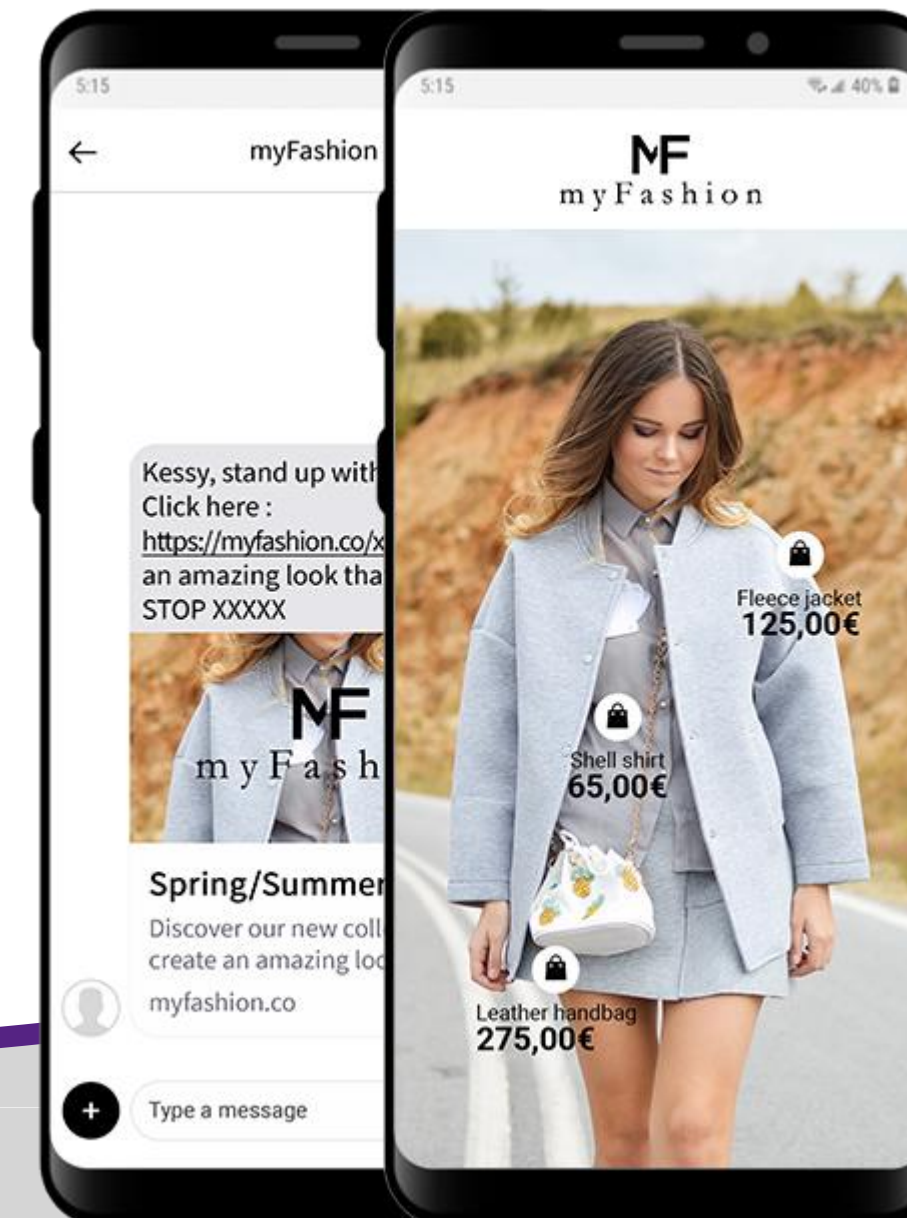 5:15
myFashion
Kessy, stand up with
Click here :
https://myfashion.co/x
an amazing look tha
STOP XXXXX
MF
myFash
Spring/Summer
Discover our new coll
create an amazing loo
myfashion.co
+
Type a message
5:15
40%
MF
myFashion
Fleece jacket
125,00€
Shell shirt
65,00€
Leather handbag
275,00€